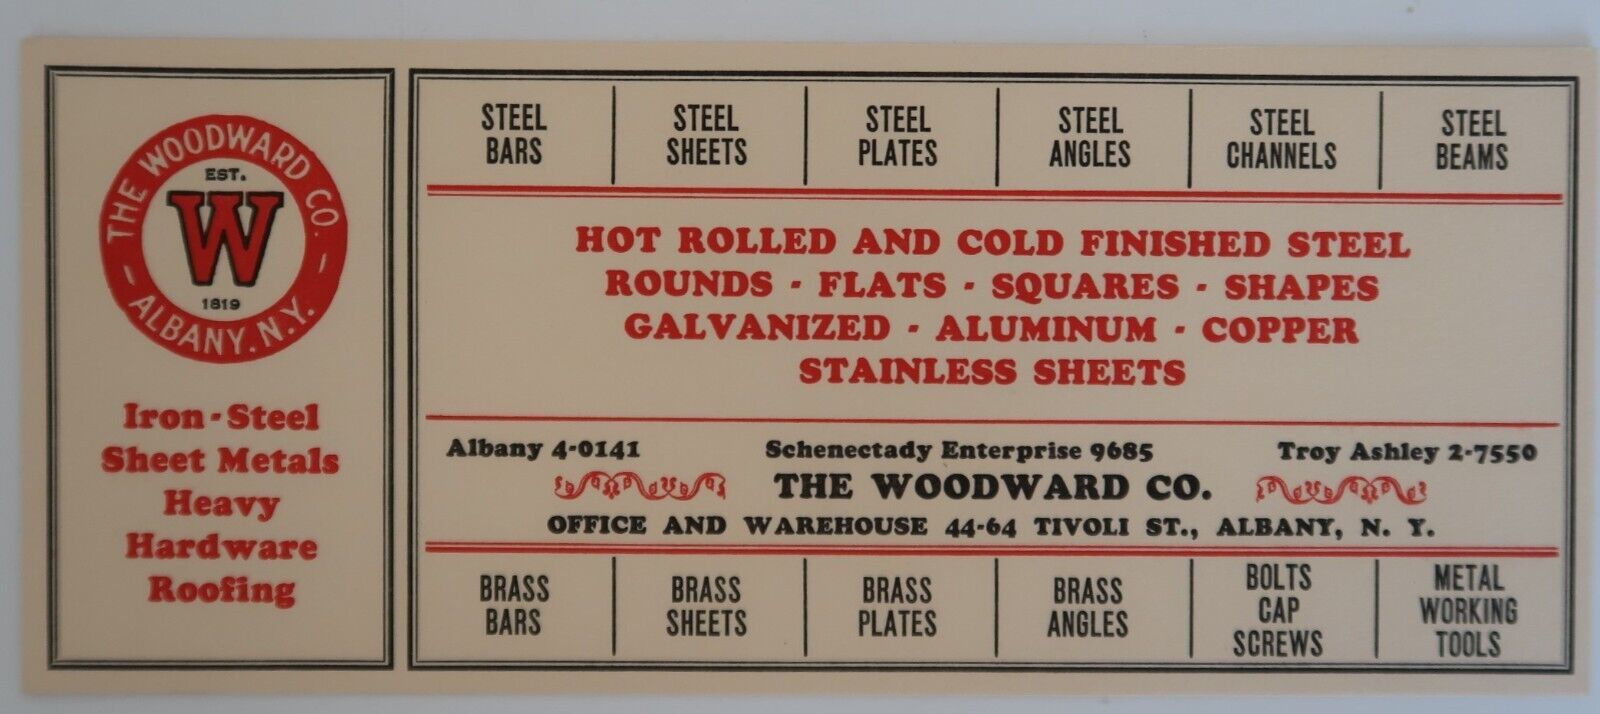 THE WOODWARD CO.
EST.
W
1819
ALBANY, N.Y.
Iron - Steel
Sheet Metals
Heavy
Hardware
Roofing
STEEL
BARS
STEEL
SHEETS
STEEL
PLATES
STEEL
ANGLES
STEEL
CHANNELS
STEEL
BEAMS
HOT ROLLED AND COLD FINISHED STEEL
ROUNDS - FLATS - SQUARES - SHAPES
GALVANIZED - ALUMINUM - COPPER
STAINLESS SHEETS
Albany 4-0141 Schenectady Enterprise 9685 Troy Ashley 2-7550
THE WOODWARD CO.
OFFICE AND WAREHOUSE 44-64 TIVOLI ST., ALBANY, N. Y.
BRASS
BARS
BRASS
SHEETS
BRASS
PLATES
BRASS
ANGLES
BOLTS
CAP
SCREWS
METAL
WORKING
TOOLS